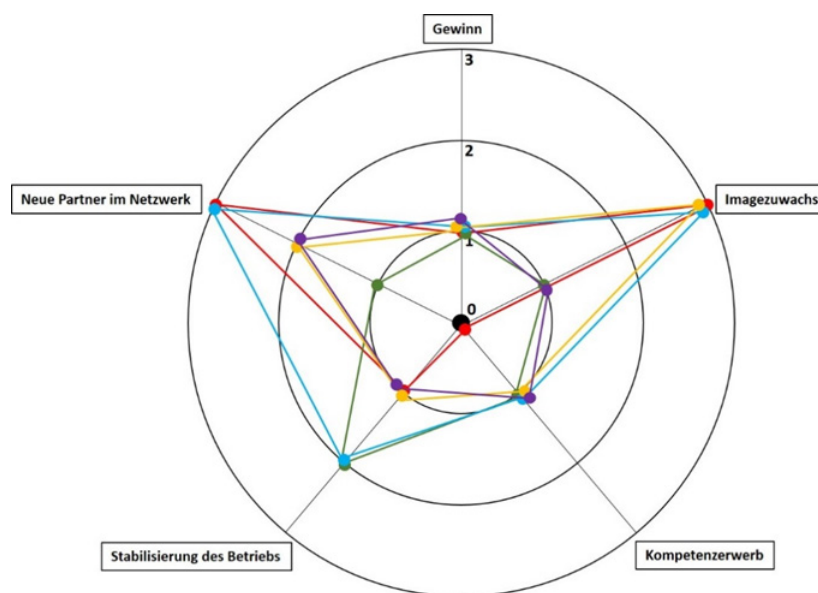 Gewinn
3
2
Neue Partner im Netzwerk
Imagezuwachs
1
0
Stabilisierung des Betriebs
Kompetenzerwerb